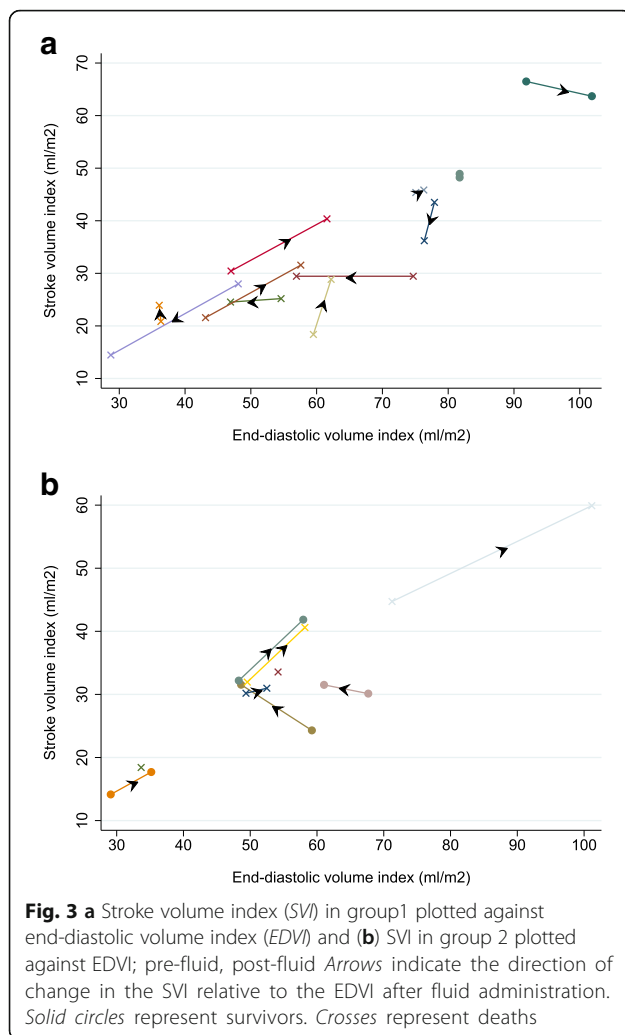 a
70
60
50
40
30
20
10
Stroke volume index (ml/m2)
30 40 50 60 70 80 90 100
End-diastolic volume index (ml/m2)
b
60
50
40
30
20
10
Stroke volume index (ml/m2)
30 40 50 60 70 80 90 100
End-diastolic volume index (ml/m2)
Fig. 3 a Stroke volume index (SVI) in group1 plotted against
end-diastolic volume index (EDVI) and (b) SVI in group 2 plotted
against EDVI; pre-fluid, post-fluid Arrows indicate the direction of
change in the SVI relative to the EDVI after fluid administration.
Solid circles represent survivors. Crosses represent deaths